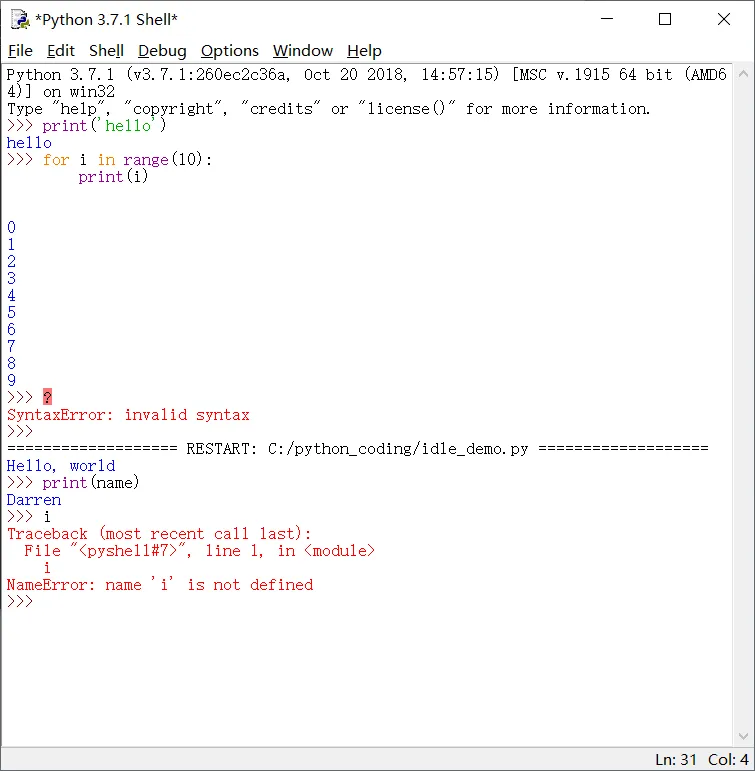 *Python 3.7.1 Shell*
File Edit Shell Debug Options Window Help
Python 3.7.1 (v3.7.1:260ec2c36a, Oct 20 2018, 14:57:15) [MSC v.1915 64 bit (AMD6
4)] on win32
Type "help", "copyright", "credits" or "license()" for more information.
>>> print('hello')
hello
>>> for i in range(10):
        print(i)
0
1
2
3
4
5
6
7
8
9
>>> ?
SyntaxError: invalid syntax
>>>
=================== RESTART: C:/python_coding/idle_demo.py ===================
Hello, world
>>> print(name)
Darren
>>> i
Traceback (most recent call last):
  File "<pyshell#7>", line 1, in <module>
    i
NameError: name 'i' is not defined
>>>
Ln: 31 Col: 4